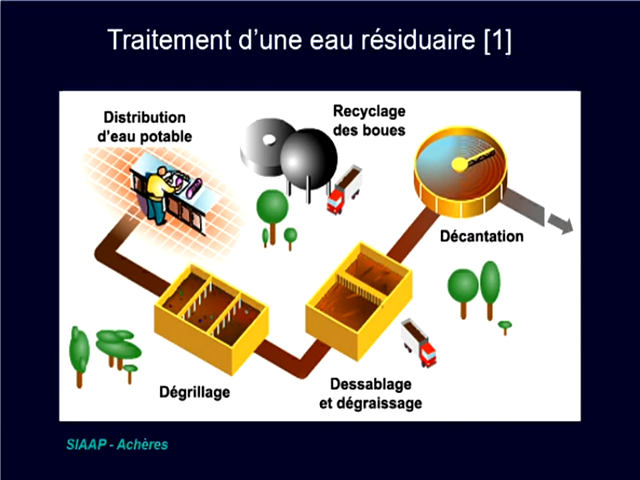 Traitement d’une eau résiduaire [1]
Distribution
d’eau potable
Recyclage
des boues
Décantation
Dégrillage
Dessablage
et dégraissage
SIAAP - Achères